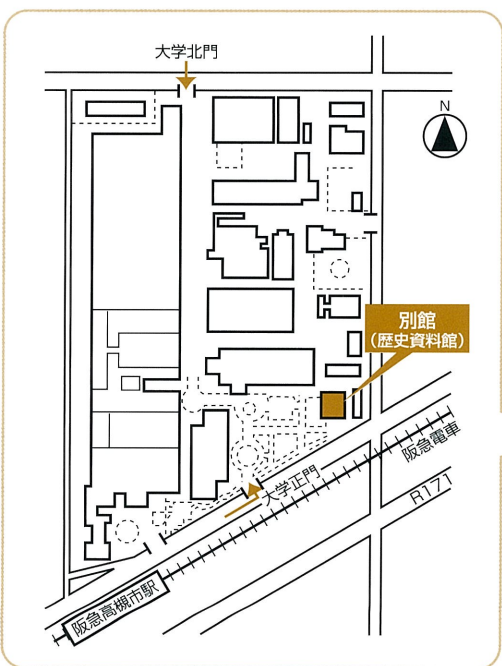 大学北門
N
別館
(歴史資料館)
阪急電車
大学正門
R171
阪急高槻市駅